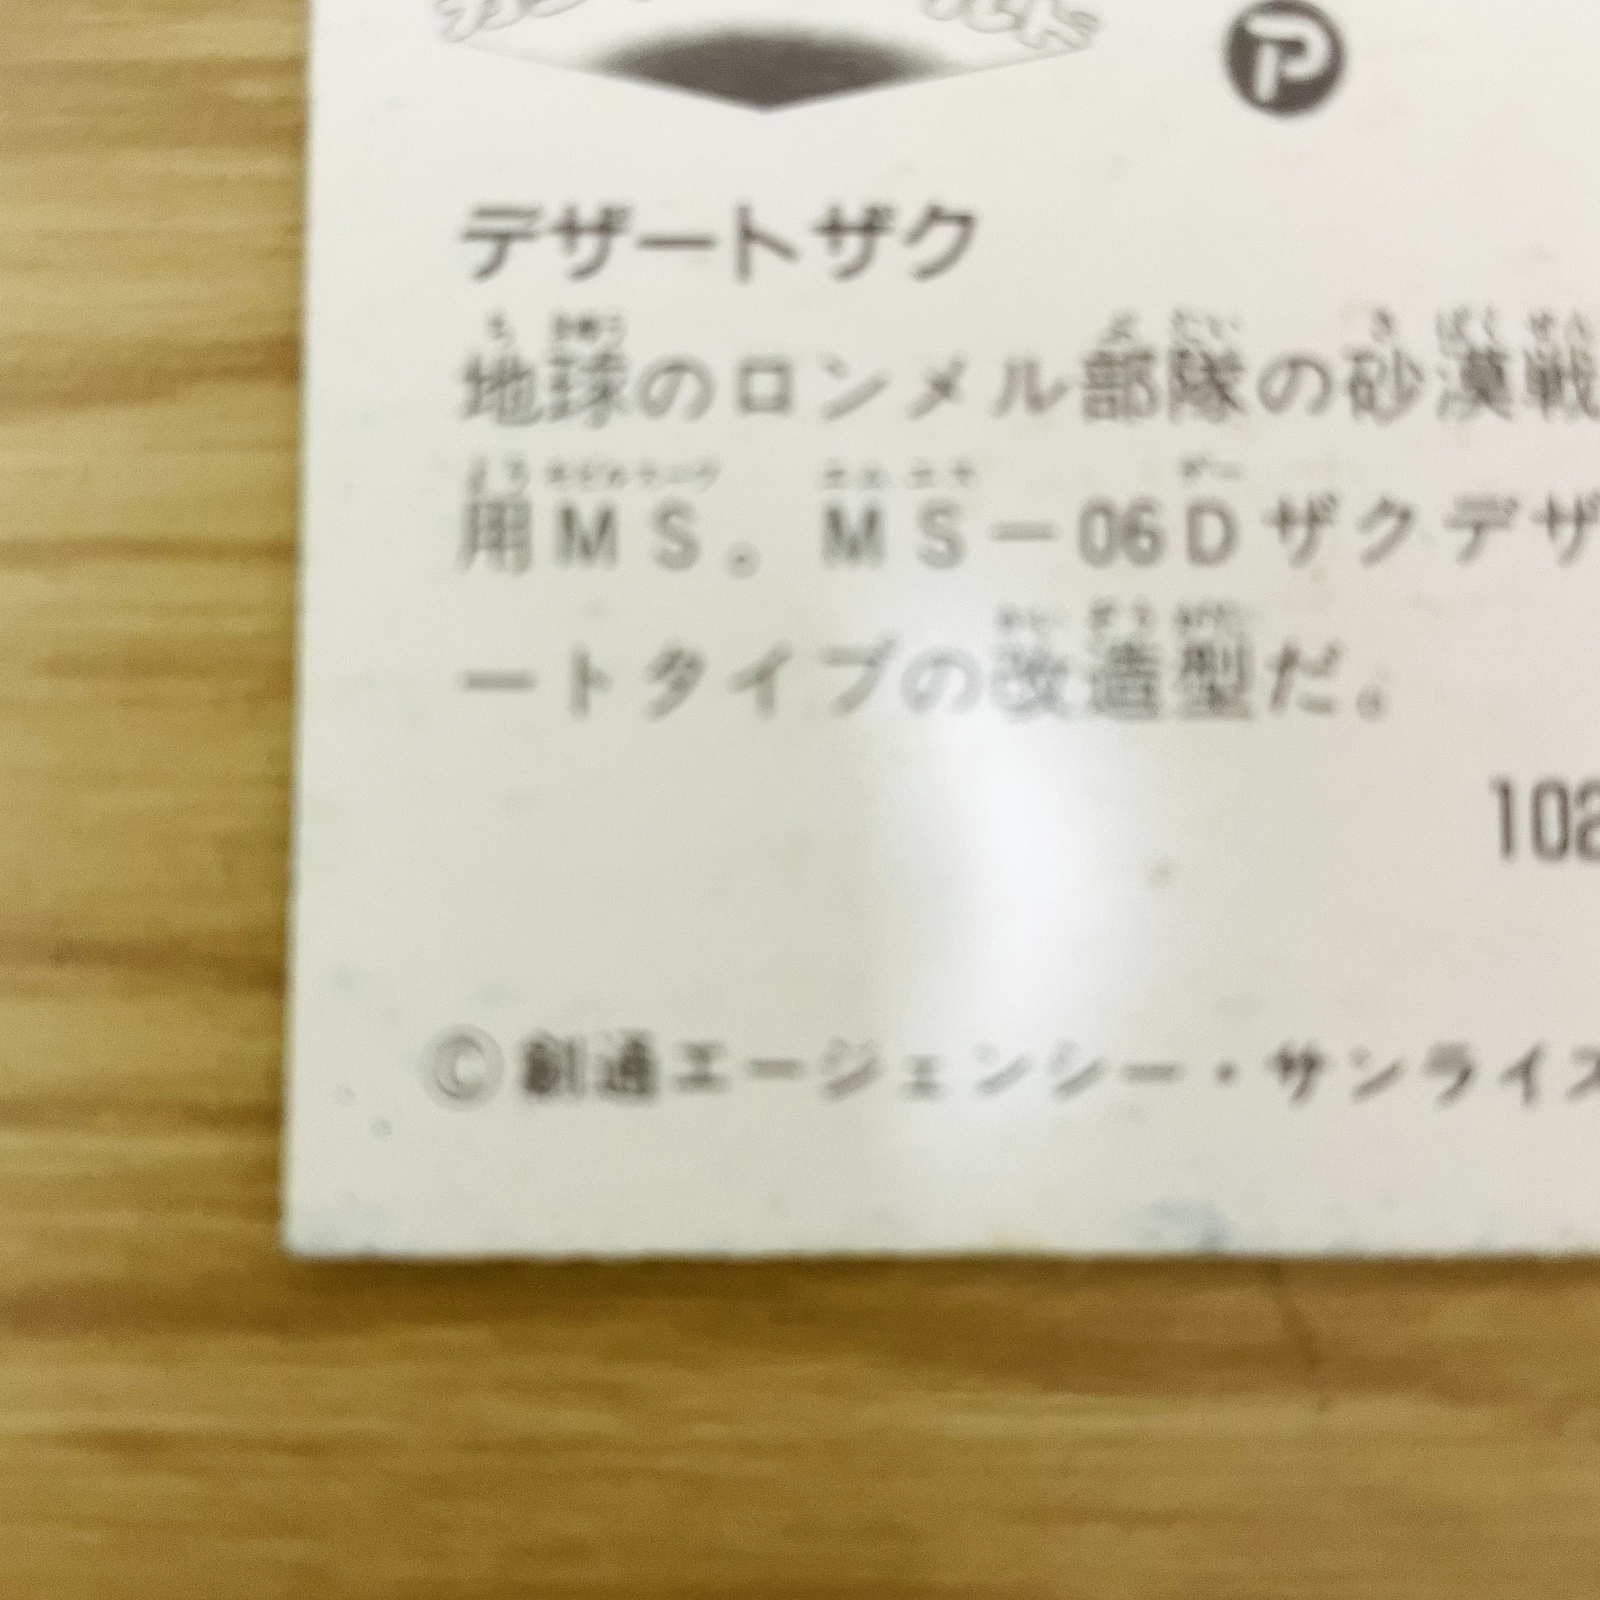 P
デザートザク
地球のロンメル部隊の砂漠戦
用MS。MS－06Dザクデザ
ートタイプの改造型だ。
102
©創通エージェンシー・サンライズ